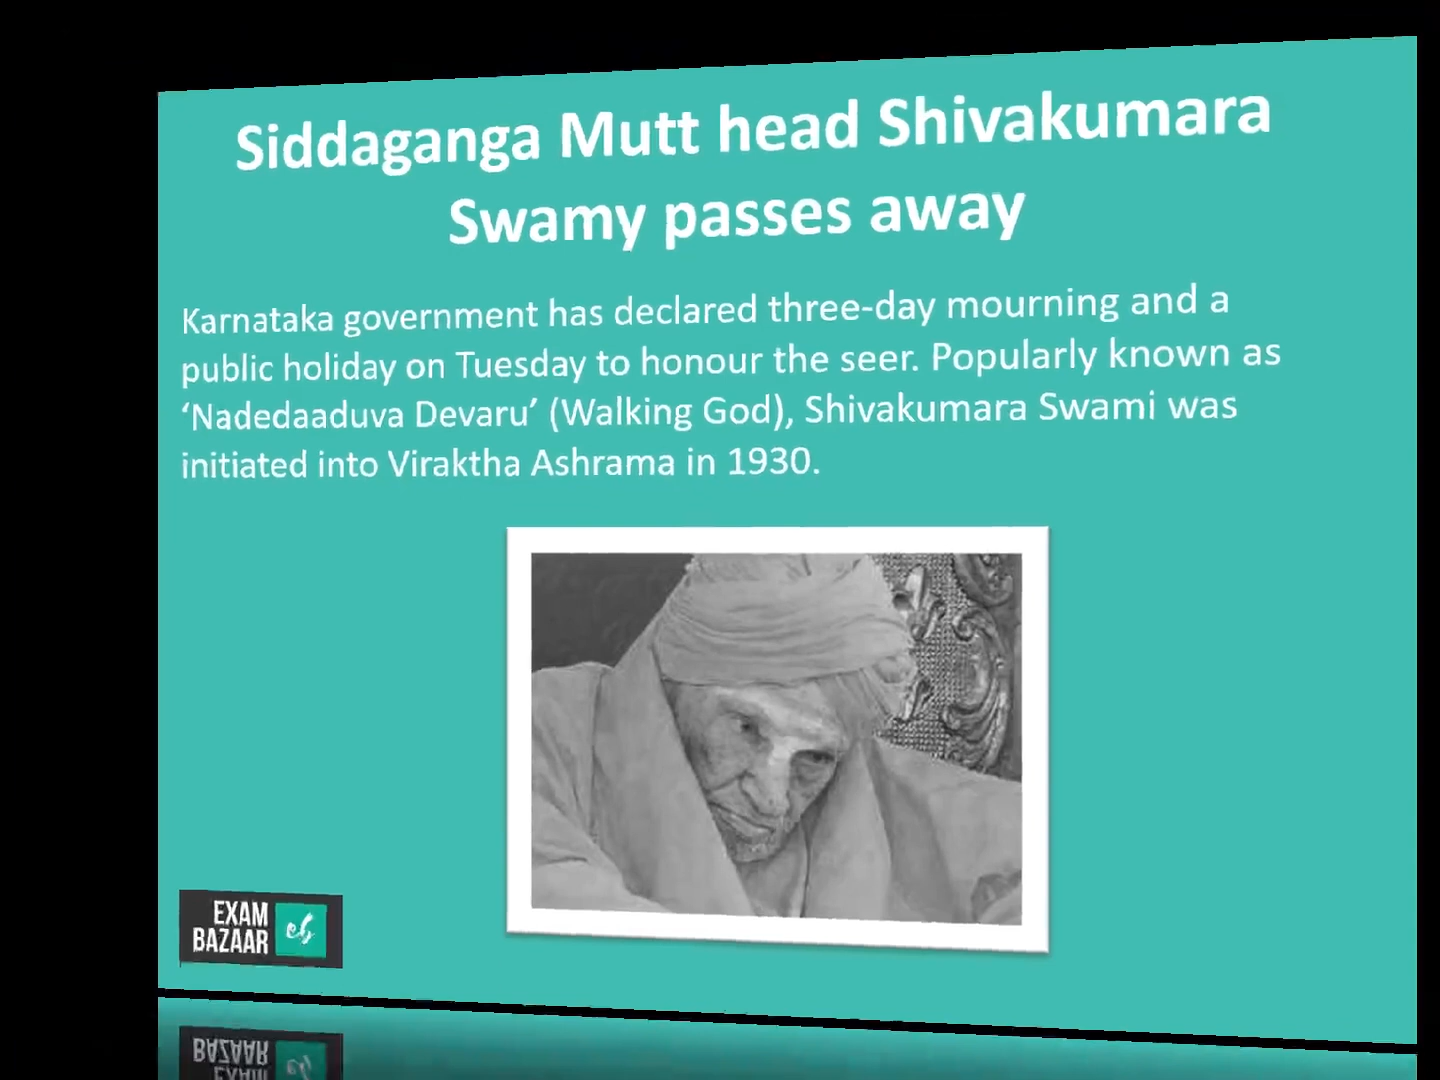 Siddaganga Mutt head Shivakumara
Swamy passes away
Karnataka government has declared three-day mourning and a
public holiday on Tuesday to honour the seer. Popularly known as
‘Nadedaaduva Devaru’ (Walking God), Shivakumara Swami was
initiated into Viraktha Ashrama in 1930.
EXAM
BAZAAR
eb